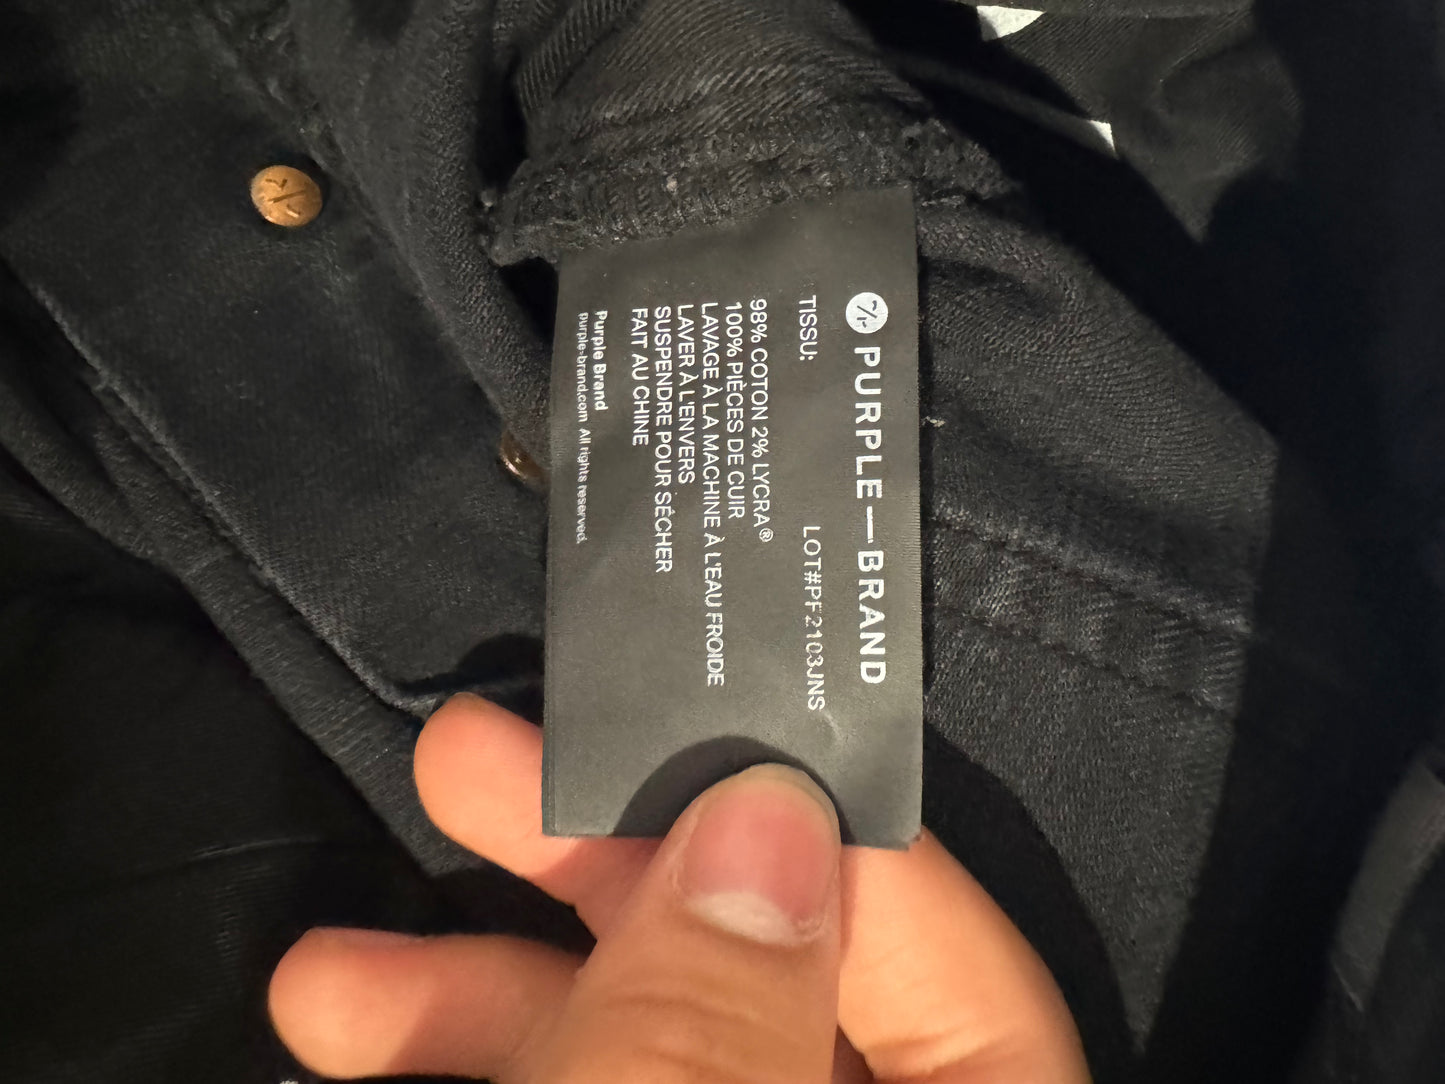 PURPLE—BRAND
TISSU: LOT#PF2103JNS
98% COTON 2% LYCRA®
100% PIÈCES DE CUIR
LAVAGE À LA MACHINE À L'EAU FROIDE
LAVER À L'ENVERS
SUSPENDRE POUR SÊCHER
FAIT AU CHINE
Purple Brand
purple-brand.com All rights reserved.